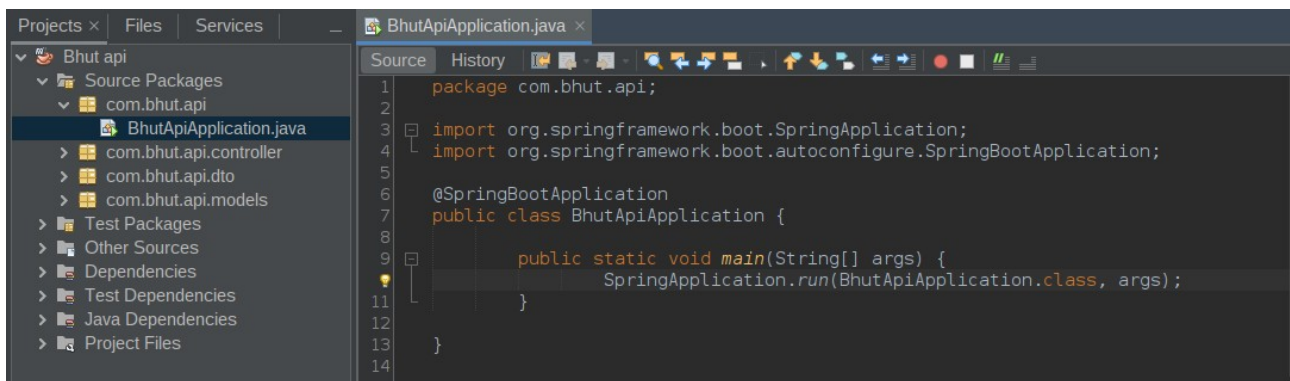 Projects × Files Services
Bhut api
Source Packages
com.bhut.api
BhutApiApplication.java
com.bhut.api.controller
com.bhut.api.dto
com.bhut.api.models
Test Packages
Other Sources
Dependencies
Test Dependencies
Java Dependencies
Project Files
BhutApiApplication.java ×
Source History
1 package com.bhut.api;
2
3 import org.springframework.boot.SpringApplication;
4 import org.springframework.boot.autoconfigure.SpringBootApplication;
5
6 @SpringBootApplication
7 public class BhutApiApplication {
8
9 public static void main(String[] args) {
SpringApplication.run(BhutApiApplication.class, args);
11 }
12
13 }
14